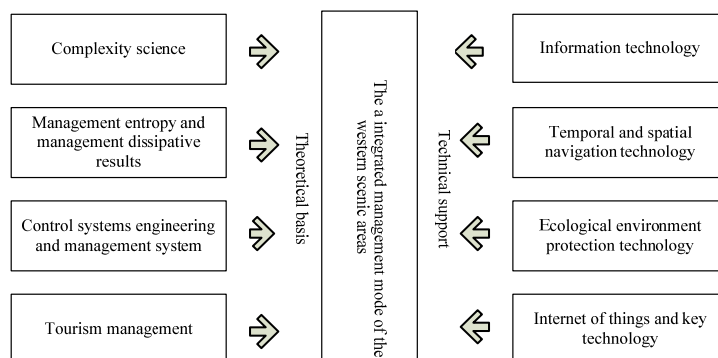 Complexity science
Management entropy and
management dissipative
results
Control systems engineering
and management system
Tourism management
Theoretical basis
The a integrated management mode of the
western scenic areas
Technical support
Information technology
Temporal and spatial
navigation technology
Ecological environment
protection technology
Internet of things and key
technology